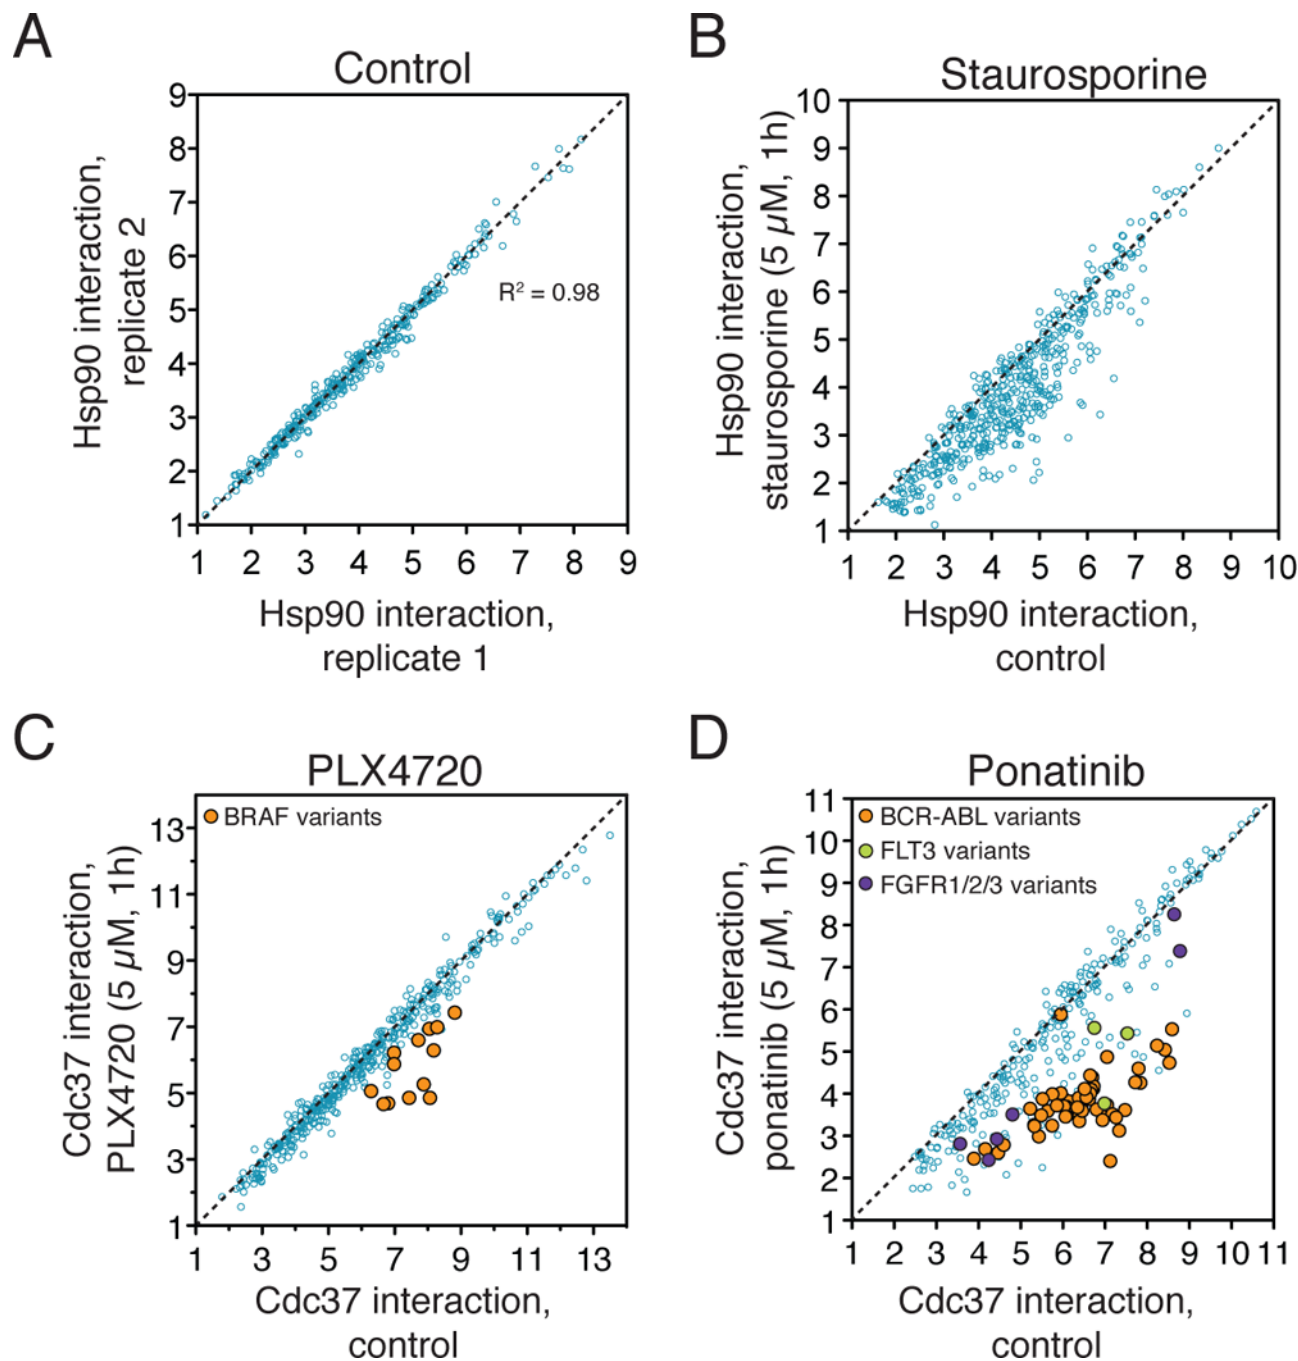 A
Control
Hsp90 interaction,
replicate 2
9
8
7
6
5
4
3
2
1
R² = 0.98
1 2 3 4 5 6 7 8 9
Hsp90 interaction,
replicate 1
B
Staurosporine
Hsp90 interaction,
staurosporine (5 µM, 1h)
10
9
8
7
6
5
4
3
2
1
1 2 3 4 5 6 7 8 9 10
Hsp90 interaction,
control
C
PLX4720
Cdc37 interaction,
PLX4720 (5 µM, 1h)
BRAF variants
13
11
9
7
5
3
1
1 3 5 7 9 11 13
Cdc37 interaction,
control
D
Ponatinib
Cdc37 interaction,
ponatinib (5 µM, 1h)
BCR-ABL variants
FLT3 variants
FGFR1/2/3 variants
11
10
9
8
7
6
5
4
3
2
1
1 2 3 4 5 6 7 8 9 10 11
Cdc37 interaction,
control